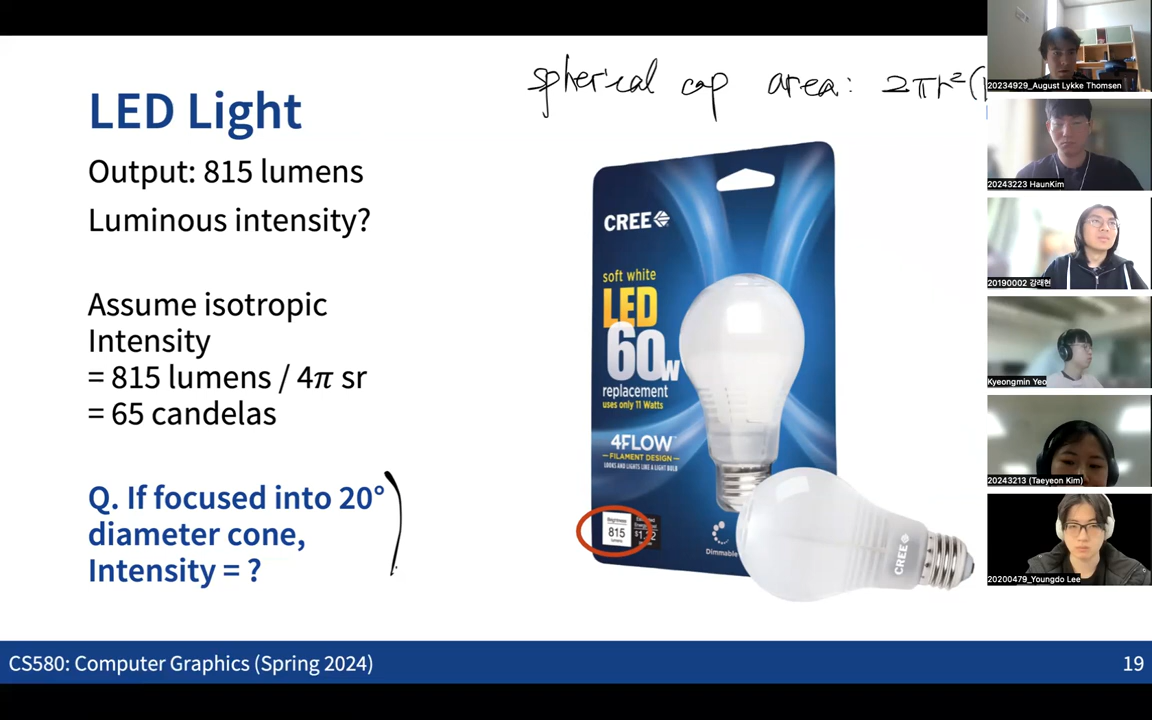 spherical cap area: 2πr²(
LED Light
Output: 815 lumens
Luminous intensity?
Assume isotropic
Intensity
= 815 lumens / 4𝜋 sr
= 65 candelas
Q. If focused into 20°
diameter cone,
Intensity = ?
CREE
soft white
LED
60w
replacement
uses only 11 Watts
4FLOW™
FILAMENT DESIGN
LOOKS AND LIGHTS LIKE A LIGHT BULB
Brightness
815
lumens
Dimmable
CREE
20234929_August Lykke Thomsen
20243223 HaunKim
20190002 강래현
Kyeongmin Yeo
20243213 (Taeyeon Kim)
20200479_Youngdo Lee
CS580: Computer Graphics (Spring 2024)
19